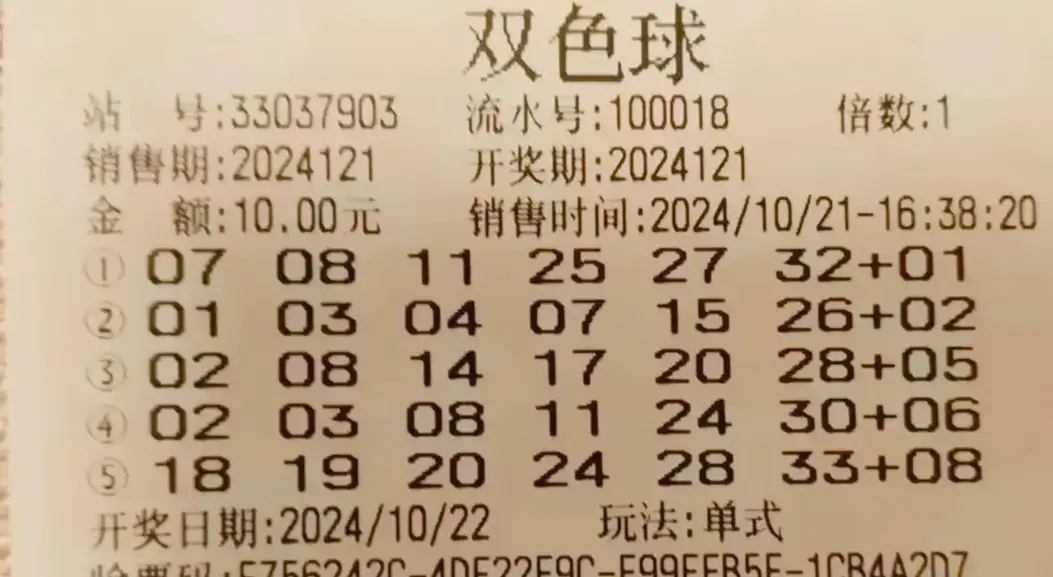 双色球
站 号:33037903 流水号:100018 倍数:1
销售期:2024121 开奖期:2024121
金 额:10.00元 销售时间:2024/10/21-16:38:20
① 07 08 11 25 27 32+01
② 01 03 04 07 15 26+02
③ 02 08 14 17 20 28+05
④ 02 03 08 11 24 30+06
⑤ 18 19 20 24 28 33+08
开奖日期:2024/10/22 玩法:单式